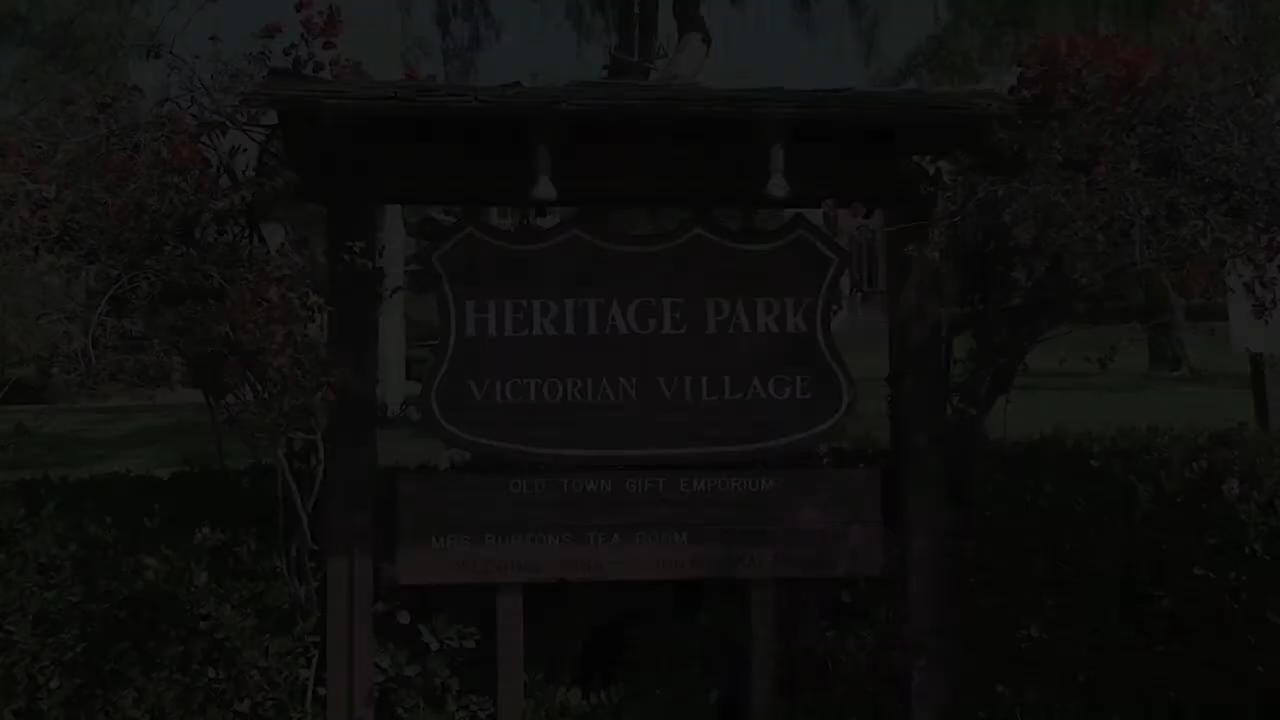 HERITAGE PARK
VICTORIAN VILLAGE
OLD TOWN GIFT EMPORIUM
MRS BURTONS TEA ROOM